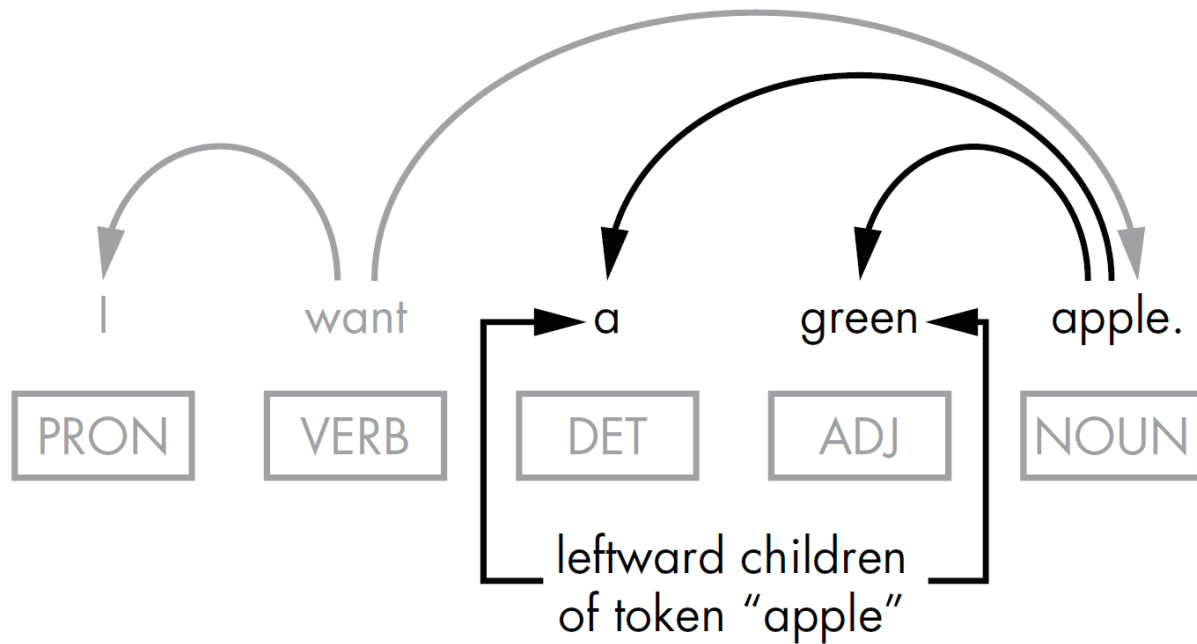 I want a green apple.
PRON VERB DET ADJ NOUN
leftward children
of token “apple”